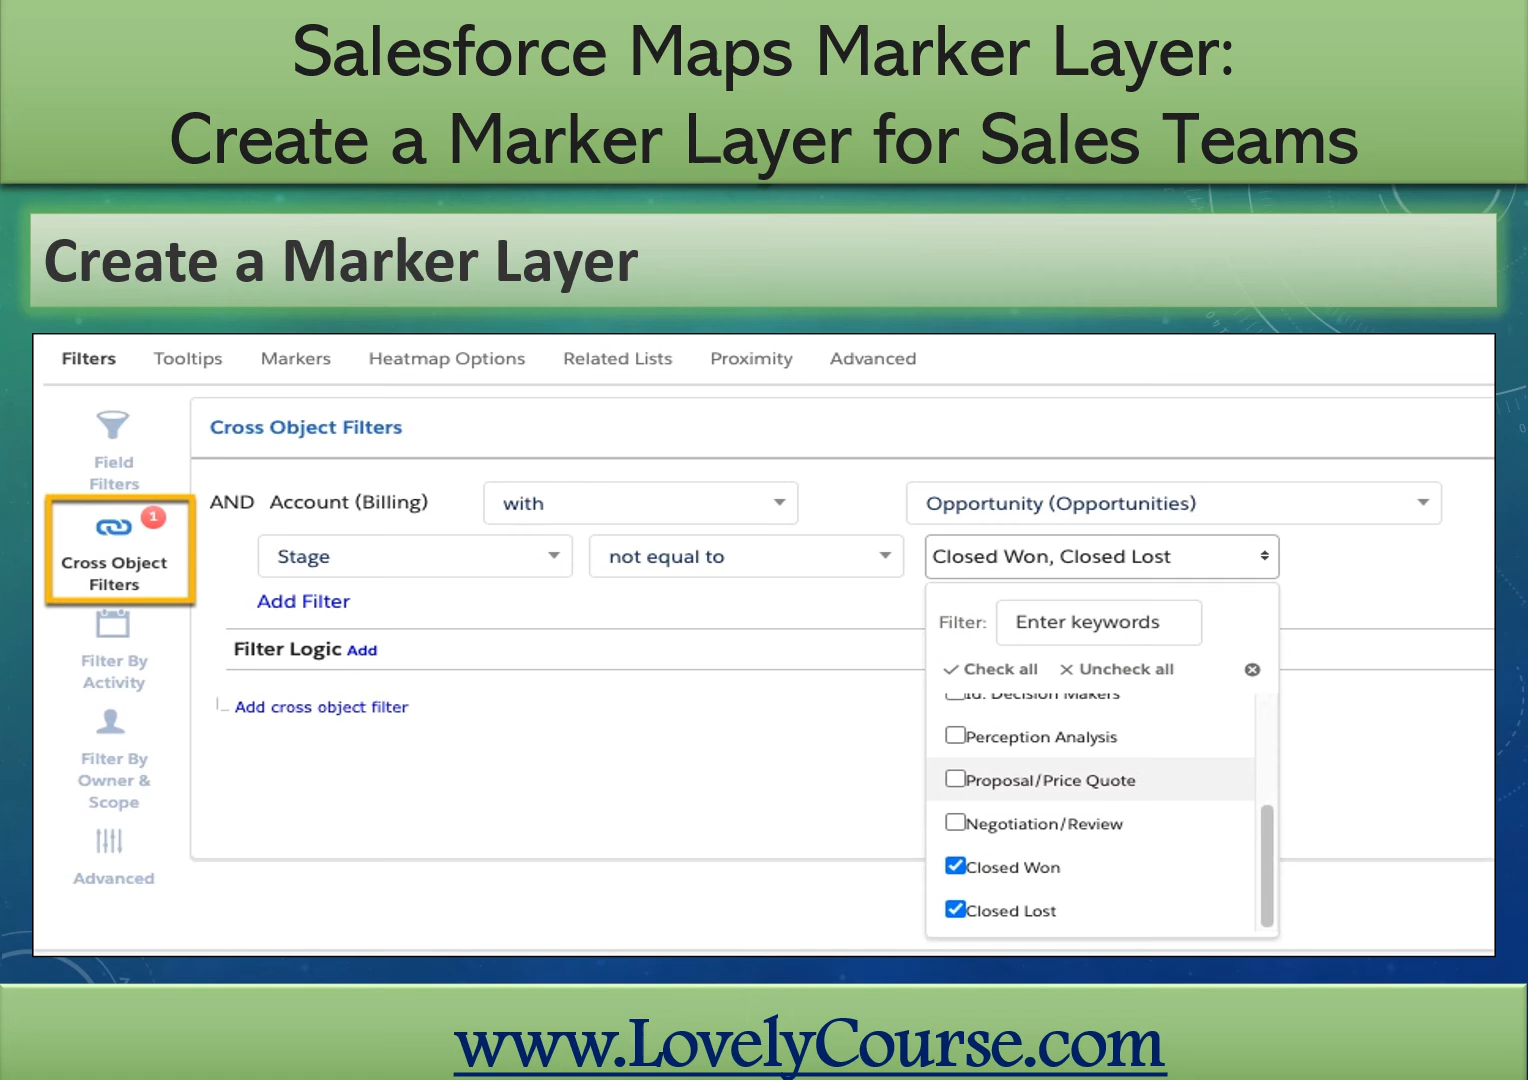 Salesforce Maps Marker Layer:
Create a Marker Layer for Sales Teams
Create a Marker Layer
Filters Tooltips Markers Heatmap Options Related Lists Proximity Advanced
Field
Filters
1
Cross Object
Filters
Filter By
Activity
Filter By
Owner &
Scope
Advanced
Cross Object Filters
AND Account (Billing) with Opportunity (Opportunities)
Stage not equal to Closed Won, Closed Lost
Add Filter
Filter Logic Add
Add cross object filter
Filter: Enter keywords
Check all Uncheck all
Id. Decision Makers
Perception Analysis
Proposal/Price Quote
Negotiation/Review
Closed Won
Closed Lost
www.LovelyCourse.com